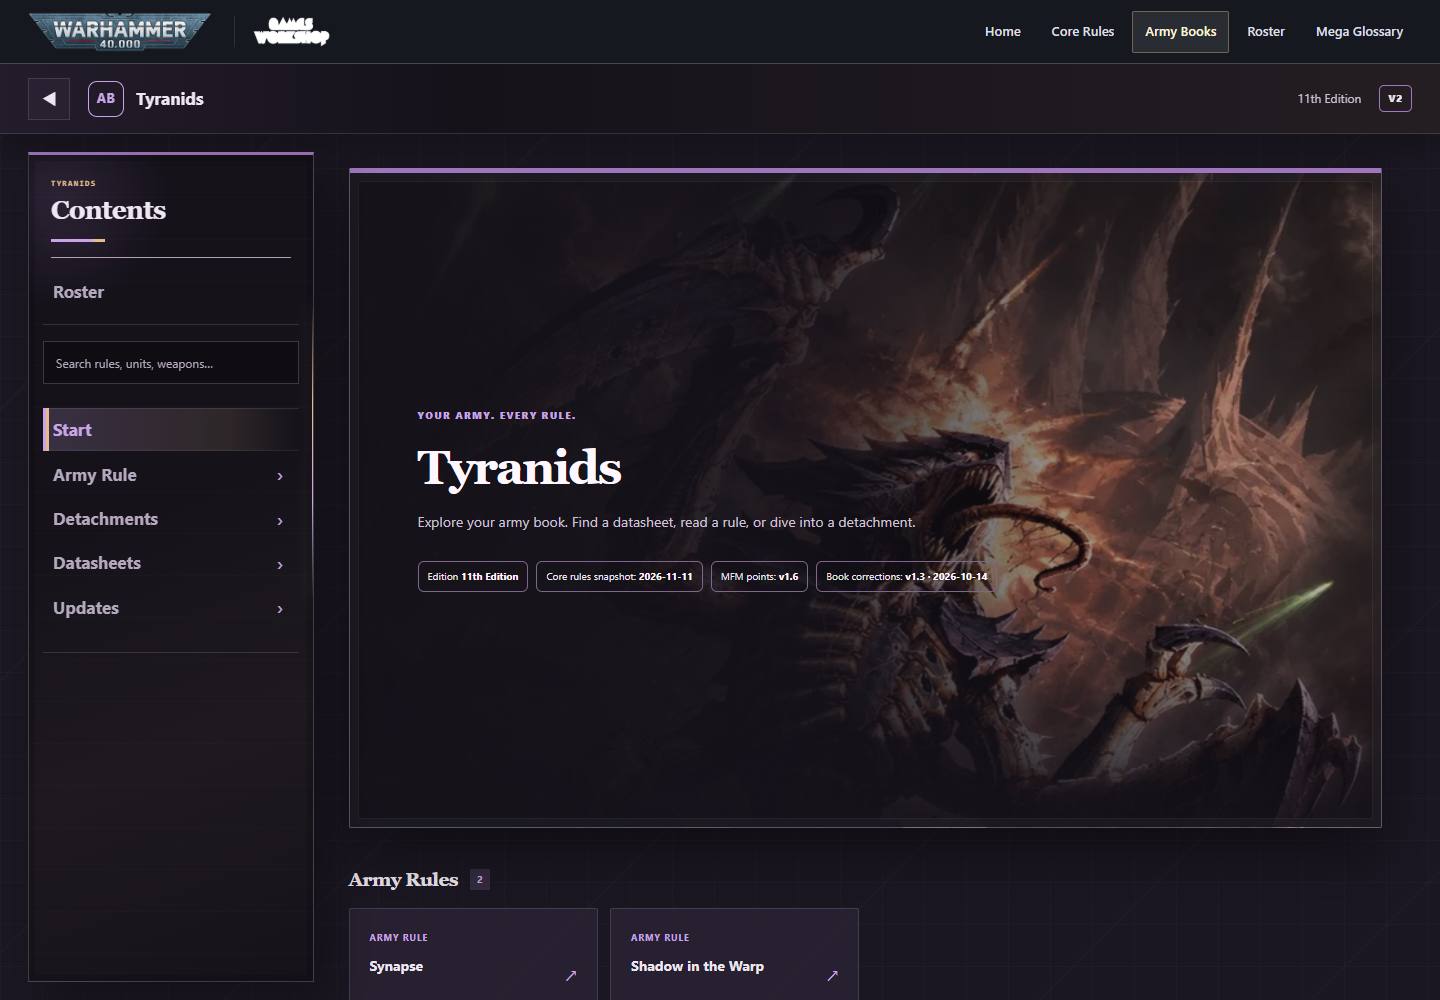 WARHAMMER
40.000
GAMES
WORKSHOP
Home
Core Rules
Army Books
Roster
Mega Glossary
AB
Tyranids
11th Edition
V2
TYRANIDS
Contents
Roster
Search rules, units, weapons...
Start
Army Rule
Detachments
Datasheets
Updates
YOUR ARMY. EVERY RULE.
Tyranids
Explore your army book. Find a datasheet, read a rule, or dive into a detachment.
Edition 11th Edition
Core rules snapshot: 2026-11-11
MFM points: v1.6
Book corrections: v1.3 · 2026-10-14
Army Rules
2
ARMY RULE
Synapse
ARMY RULE
Shadow in the Warp